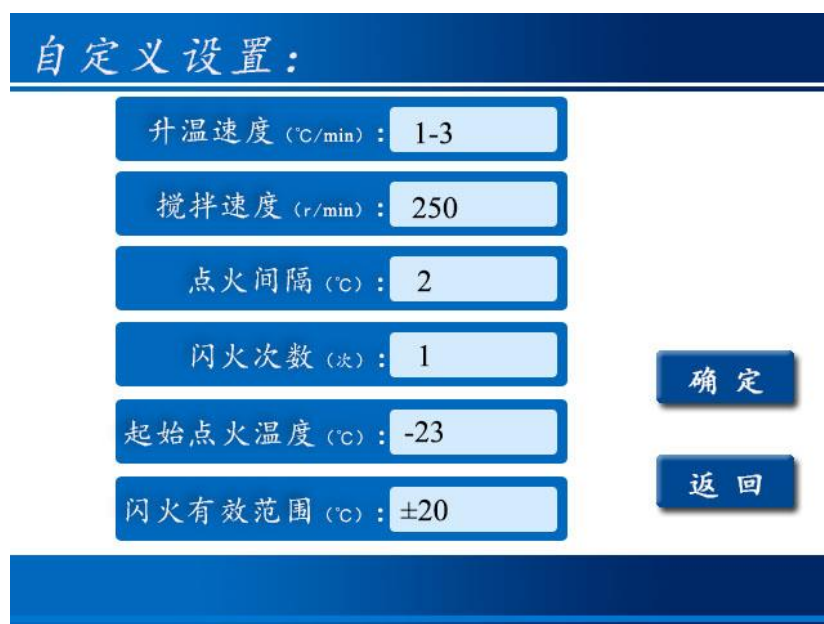 自定义设置：
升温速度（℃/min）： 1-3
搅拌速度（r/min）： 250
点火间隔（℃）： 2
闪火次数（次）： 1
确 定
起始点火温度（℃）： -23
返 回
闪火有效范围（℃）： ±20